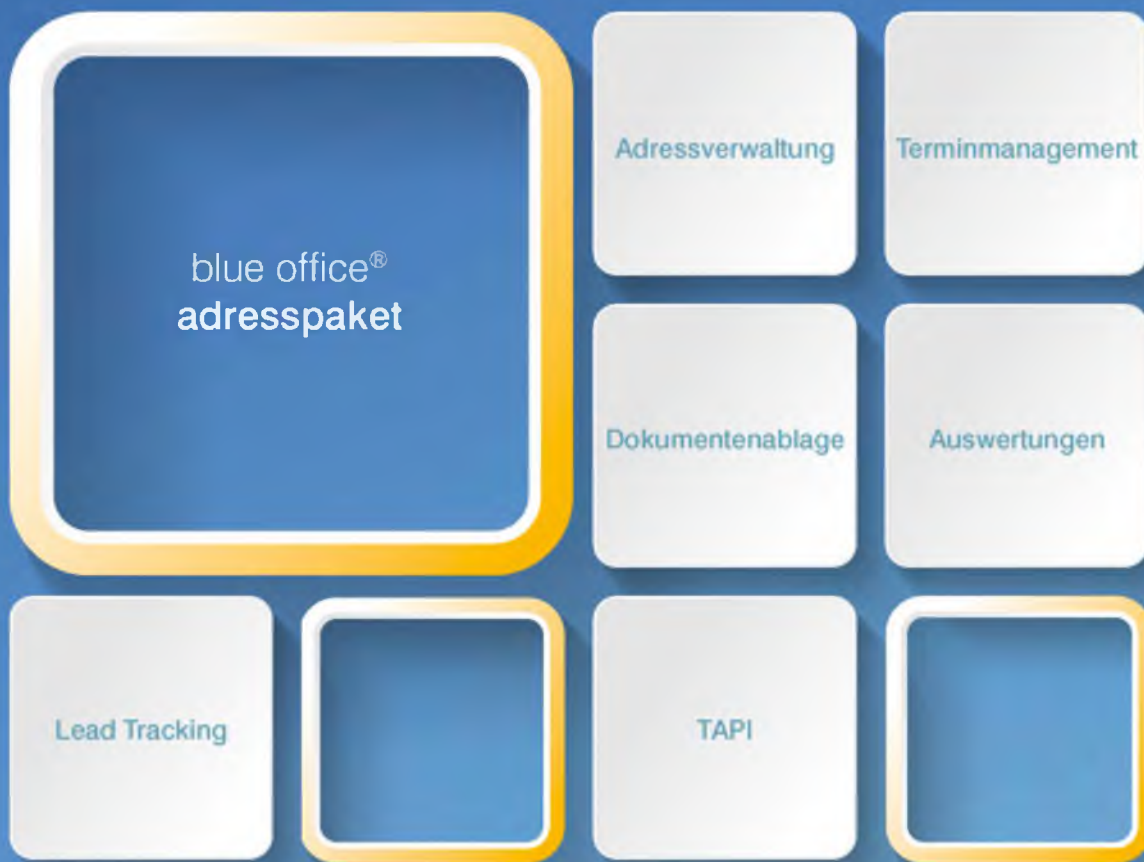 blue office®
adresspaket
Adressverwaltung
Terminmanagement
Dokumentenablage
Auswertungen
Lead Tracking
TAPI